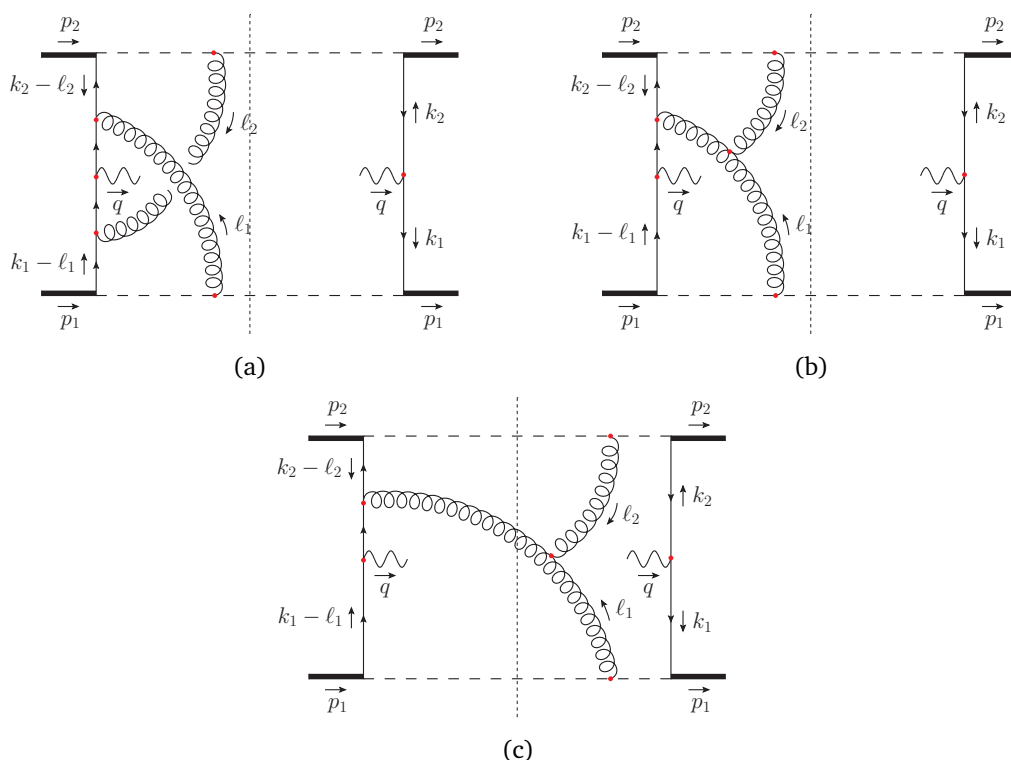 p₂ p₂ p₂ p₂
k₂ − ℓ₂ ℓ₂ k₂ k₂ − ℓ₂ ℓ₂ k₂
q q q q
k₁ − ℓ₁ ℓ₁ k₁ k₁ − ℓ₁ ℓ₁ k₁
p₁ p₁ p₁ p₁
(a) (b)
p₂ p₂
k₂ − ℓ₂ ℓ₂ k₂
q q
k₁ − ℓ₁ ℓ₁ k₁
p₁ p₁
(c)